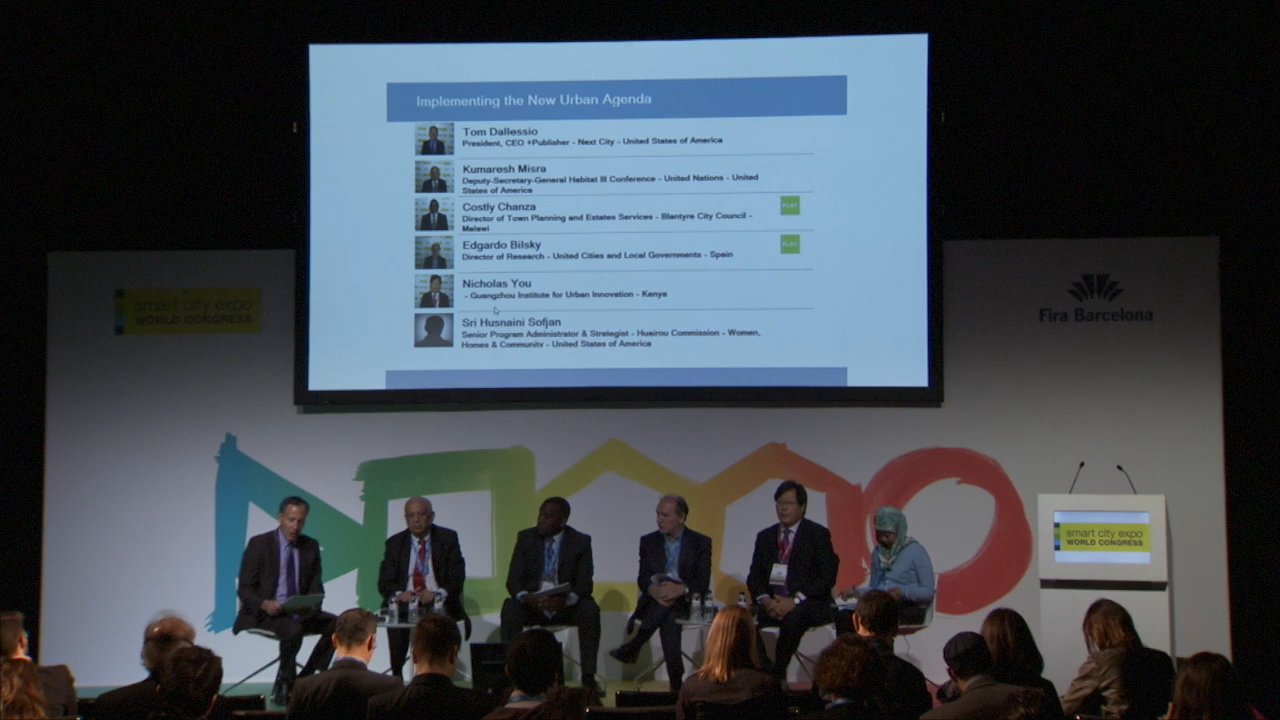 Implementing the New Urban Agenda
Tom Dallessio
President, CEO +Publisher - Next City - United States of America
Kumaresh Misra
Deputy-Secretary-General Habitat III Conference - United Nations - United
States of America
Costly Chanza
Director of Town Planning and Estates Services - Blantyre City Council -
Malawi
Edgardo Bilsky
Director of Research - United Cities and Local Governments - Spain
Nicholas You
- Guangzhou Institute for Urban Innovation - Kenya
Sri Husnaini Sofjan
Senior Program Administrator & Strategist - Huairou Commission - Women,
Homes & Community - United States of America
smart city expo
WORLD CONGRESS
Fira Barcelona
smart city expo
WORLD CONGRESS